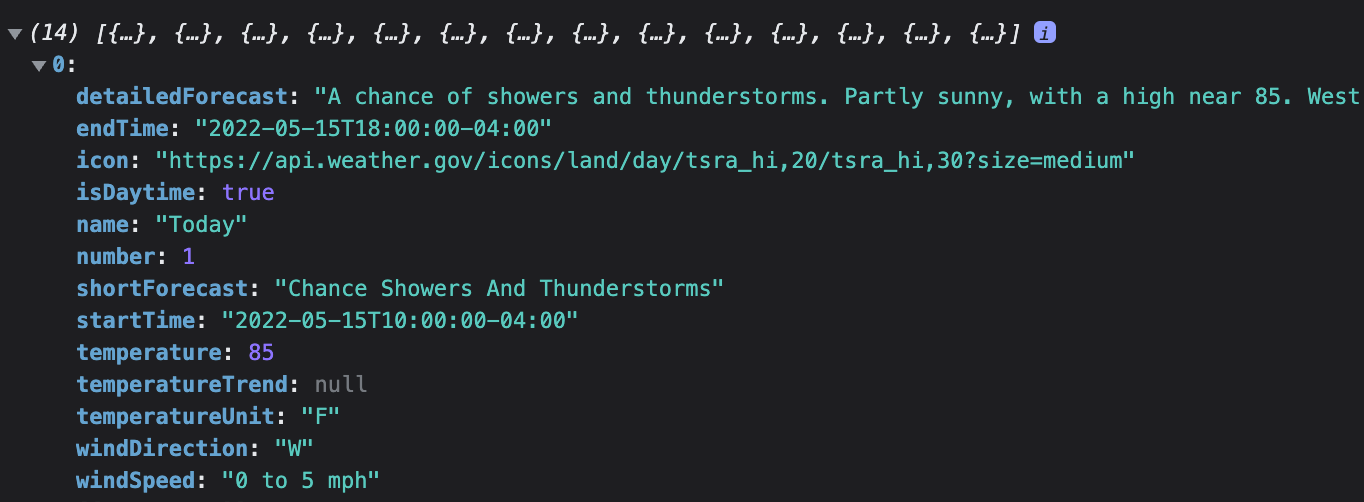 (14) [{…}, {…}, {…}, {…}, {…}, {…}, {…}, {…}, {…}, {…}, {…}, {…}, {…}, {…}] i
0:
detailedForecast: "A chance of showers and thunderstorms. Partly sunny, with a high near 85. West
endTime: "2022-05-15T18:00:00-04:00"
icon: "https://api.weather.gov/icons/land/day/tsra_hi,20/tsra_hi,30?size=medium"
isDaytime: true
name: "Today"
number: 1
shortForecast: "Chance Showers And Thunderstorms"
startTime: "2022-05-15T10:00:00-04:00"
temperature: 85
temperatureTrend: null
temperatureUnit: "F"
windDirection: "W"
windSpeed: "0 to 5 mph"